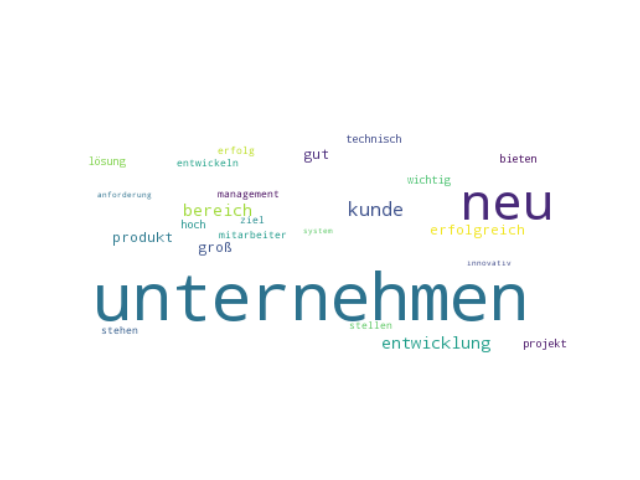 technisch
erfolg
gut
lösung
entwickeln
bieten
wichtig
anforderung
management
neu
bereich
kunde
hoch
ziel
erfolgreich
produkt
mitarbeiter
system
groß
innovativ
unternehmen
stehen
stellen
entwicklung
projekt